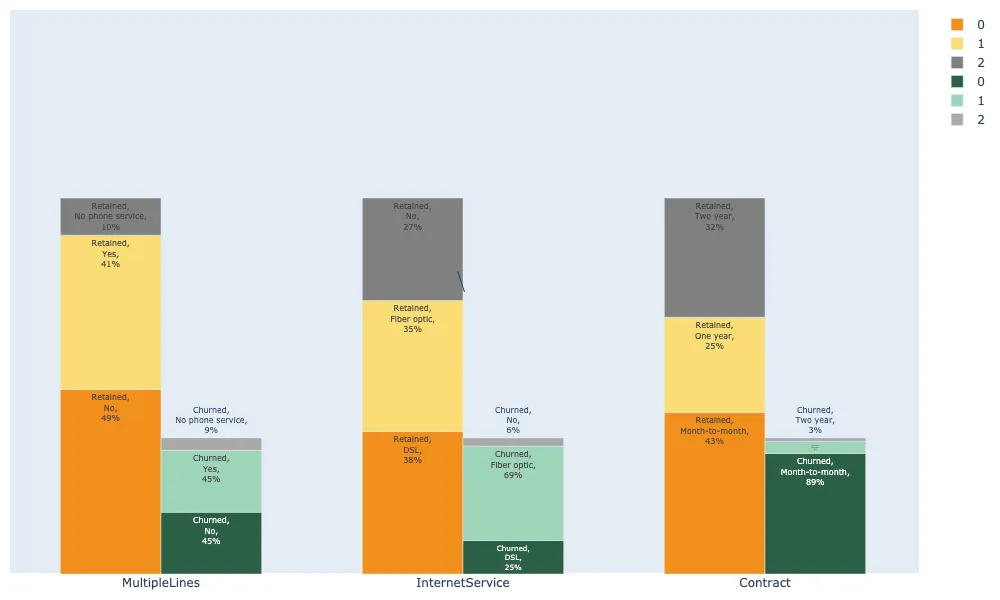 0
1
2
0
1
2
Retained,
No phone service,
10%
Retained,
Yes,
41%
Retained,
No,
49%
Churned,
No phone service,
9%
Churned,
Yes,
45%
Churned,
No,
45%
MultipleLines
Retained,
No,
27%
Retained,
Fiber optic,
35%
Retained,
DSL,
38%
Churned,
No,
6%
Churned,
Fiber optic,
69%
Churned,
DSL,
25%
InternetService
Retained,
Two year,
32%
Retained,
One year,
25%
Retained,
Month-to-month,
43%
Churned,
Two year,
3%
Churned,
Month-to-month,
89%
Contract